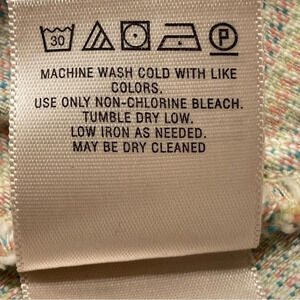 30 P
MACHINE WASH COLD WITH LIKE
COLORS.
USE ONLY NON-CHLORINE BLEACH.
TUMBLE DRY LOW.
LOW IRON AS NEEDED.
MAY BE DRY CLEANED